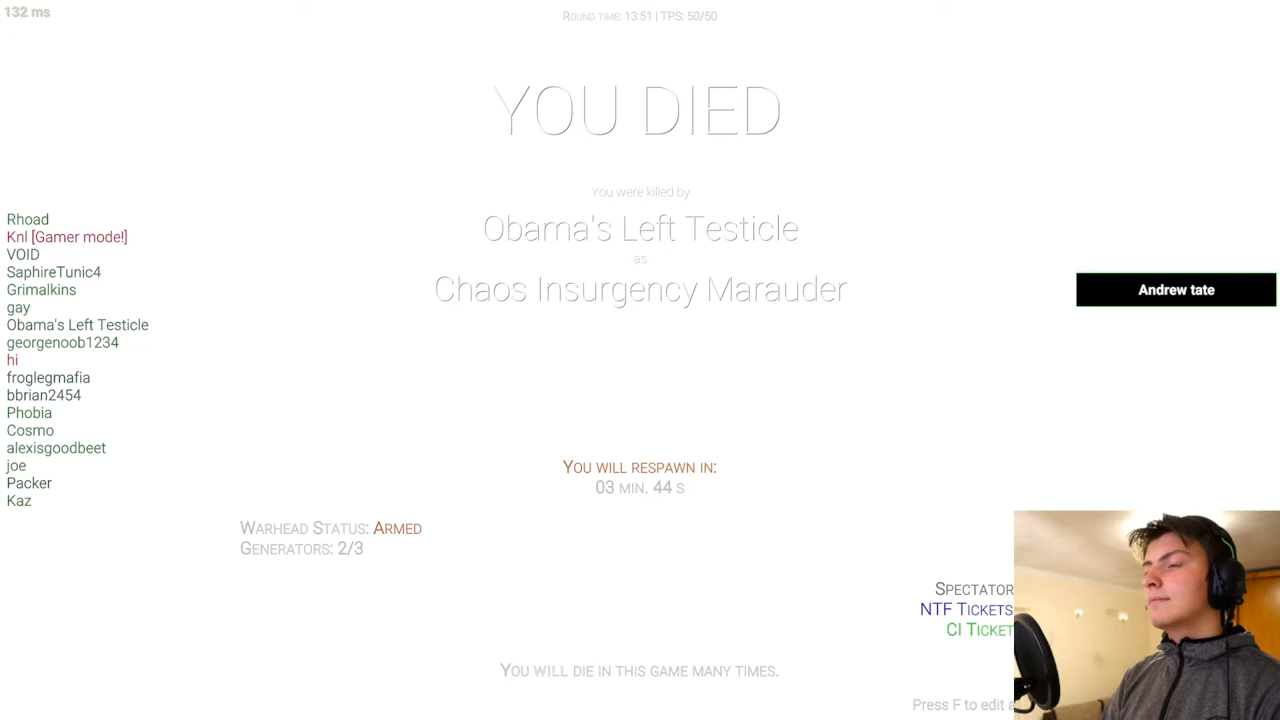 132 ms
Round time: 13:51 | TPS: 50/50
YOU DIED
You were killed by
Obama's Left Testicle
as
Chaos Insurgency Marauder
Rhoad
Knl [Gamer mode!]
VOID
SaphireTunic4
Grimalkins
gay
Obama's Left Testicle
georgenoob1234
hi
froglegmafia
bbrian2454
Phobia
Cosmo
alexisgoodbeet
joe
Packer
Kaz
Andrew tate
You will respawn in:
03 min. 44 s
Warhead Status: Armed
Generators: 2/3
Spectator
NTF Tickets
CI Ticket
You will die in this game many times.
Press F to edit